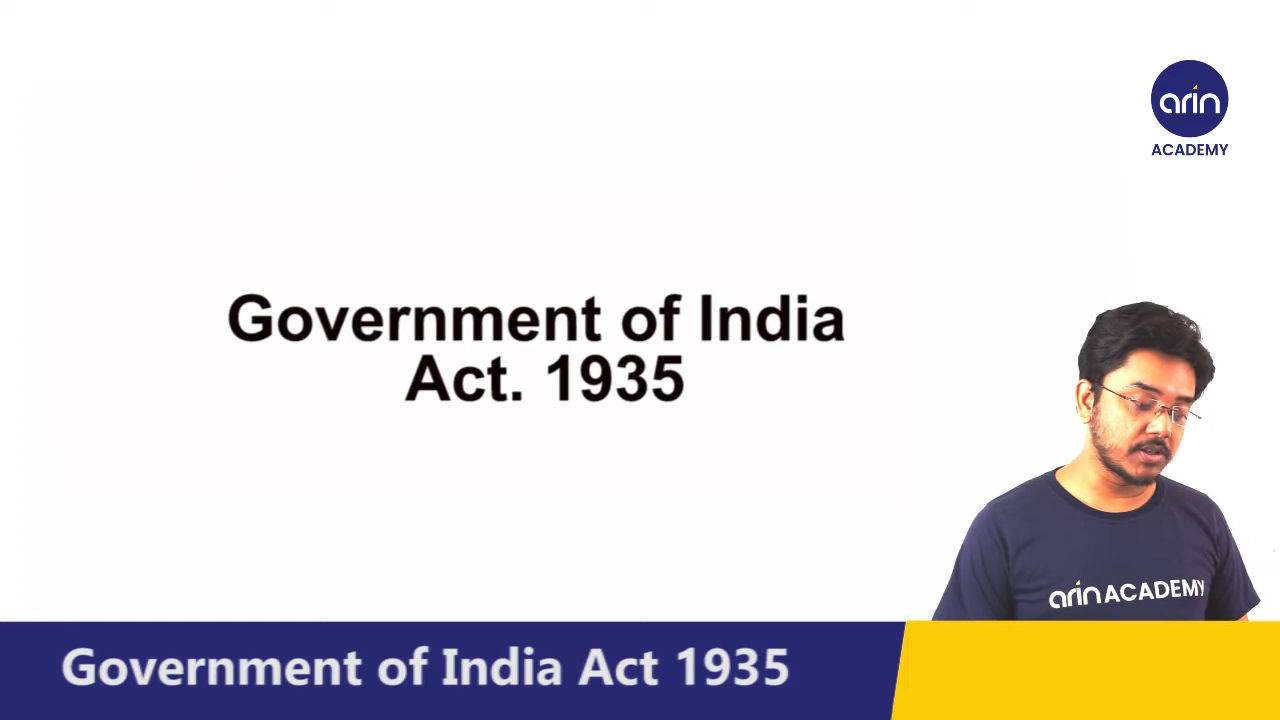 arin
ACADEMY
Government of India
Act. 1935
arin ACADEMY
Government of India Act 1935